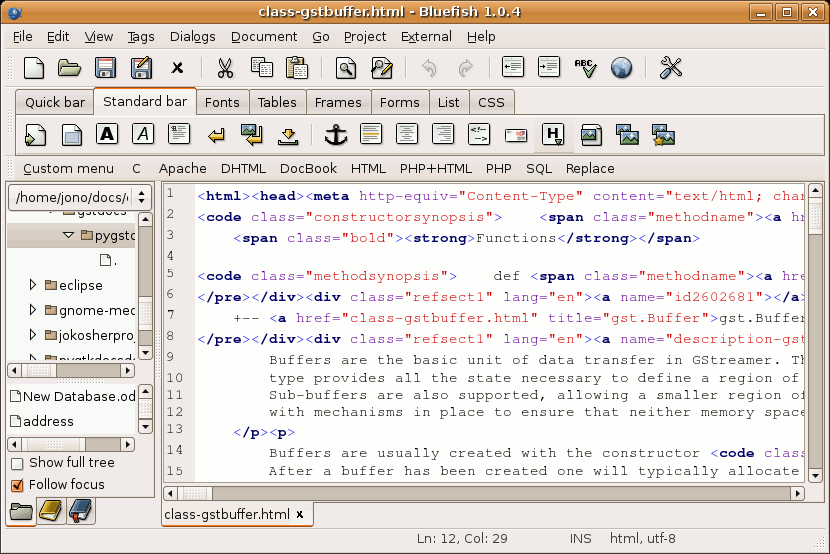 class-gstbuffer.html - Bluefish 1.0.4
File Edit View Tags Dialogs Document Go Project External Help
ABC
Quick bar Standard bar Fonts Tables Frames Forms List CSS
A A <!-- --> H
Custom menu C Apache DHTML DocBook HTML PHP+HTML PHP SQL Replace
/home/jono/docs/
gstdocs
pygstd
.
eclipse
gnome-med
jokosherproj
pygtkdocsd
New Database.od
address
Show full tree
Follow focus
1 <html><head><meta http-equiv="Content-Type" content="text/html; char
2 <code class="constructorsynopsis"> <span class="methodname"><a hr
3 <span class="bold"><strong>Functions</strong></span>
4
5 <code class="methodsynopsis"> def <span class="methodname"><a hre
6 </pre></div><div class="refsect1" lang="en"><a name="id2602681"></a>
7 +-- <a href="class-gstbuffer.html" title="gst.Buffer">gst.Buffer
8 </pre></div><div class="refsect1" lang="en"><a name="description-gst
9 Buffers are the basic unit of data transfer in GStreamer. Th
10 type provides all the state necessary to define a region of
11 Sub-buffers are also supported, allowing a smaller region of
12 with mechanisms in place to ensure that neither memory space
13 </p><p>
14 Buffers are usually created with the constructor <code clas
15 After a buffer has been created one will typically allocate
class-gstbuffer.html x
Ln: 12, Col: 29 INS html, utf-8